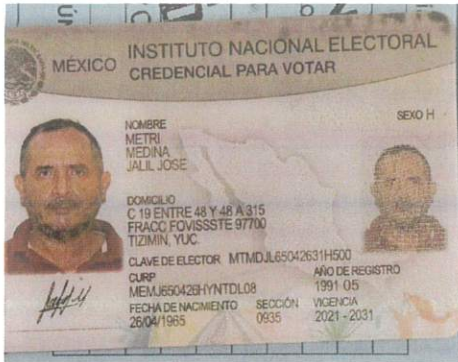 MÉXICO
INSTITUTO NACIONAL ELECTORAL
CREDENCIAL PARA VOTAR
SEXO H
NOMBRE
METRI
MEDINA
JALIL JOSE
DOMICILIO
C 19 ENTRE 48 Y 48 A 315
FRACC FOVISSSTE 97700
TIZIMIN, YUC.
CLAVE DE ELECTOR MTMDJL65042631H500
CURP
MEMJ650426HYNTDL08
AÑO DE REGISTRO
1991 05
FECHA DE NACIMIENTO
26/04/1965
SECCIÓN
0935
VIGENCIA
2021 - 2031